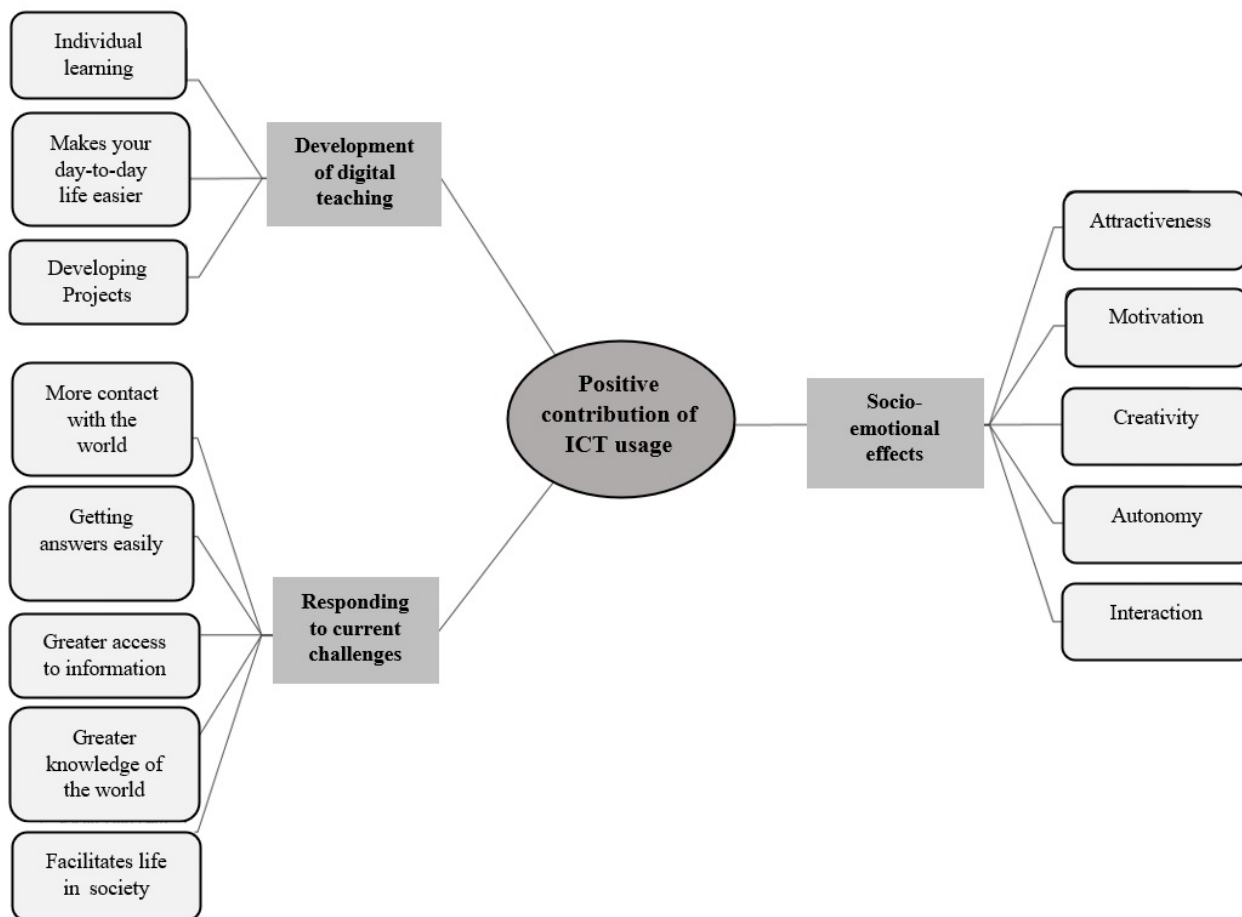 Individual
learning
Makes your
day-to-day
life easier
Developing
Projects
Development
of digital
teaching
More contact
with the
world
Getting
answers easily
Greater access
to information
Greater
knowledge of
the world
Facilitates life
in society
Responding
to current
challenges
Positive
contribution of
ICT usage
Socio-
emotional
effects
Attractiveness
Motivation
Creativity
Autonomy
Interaction